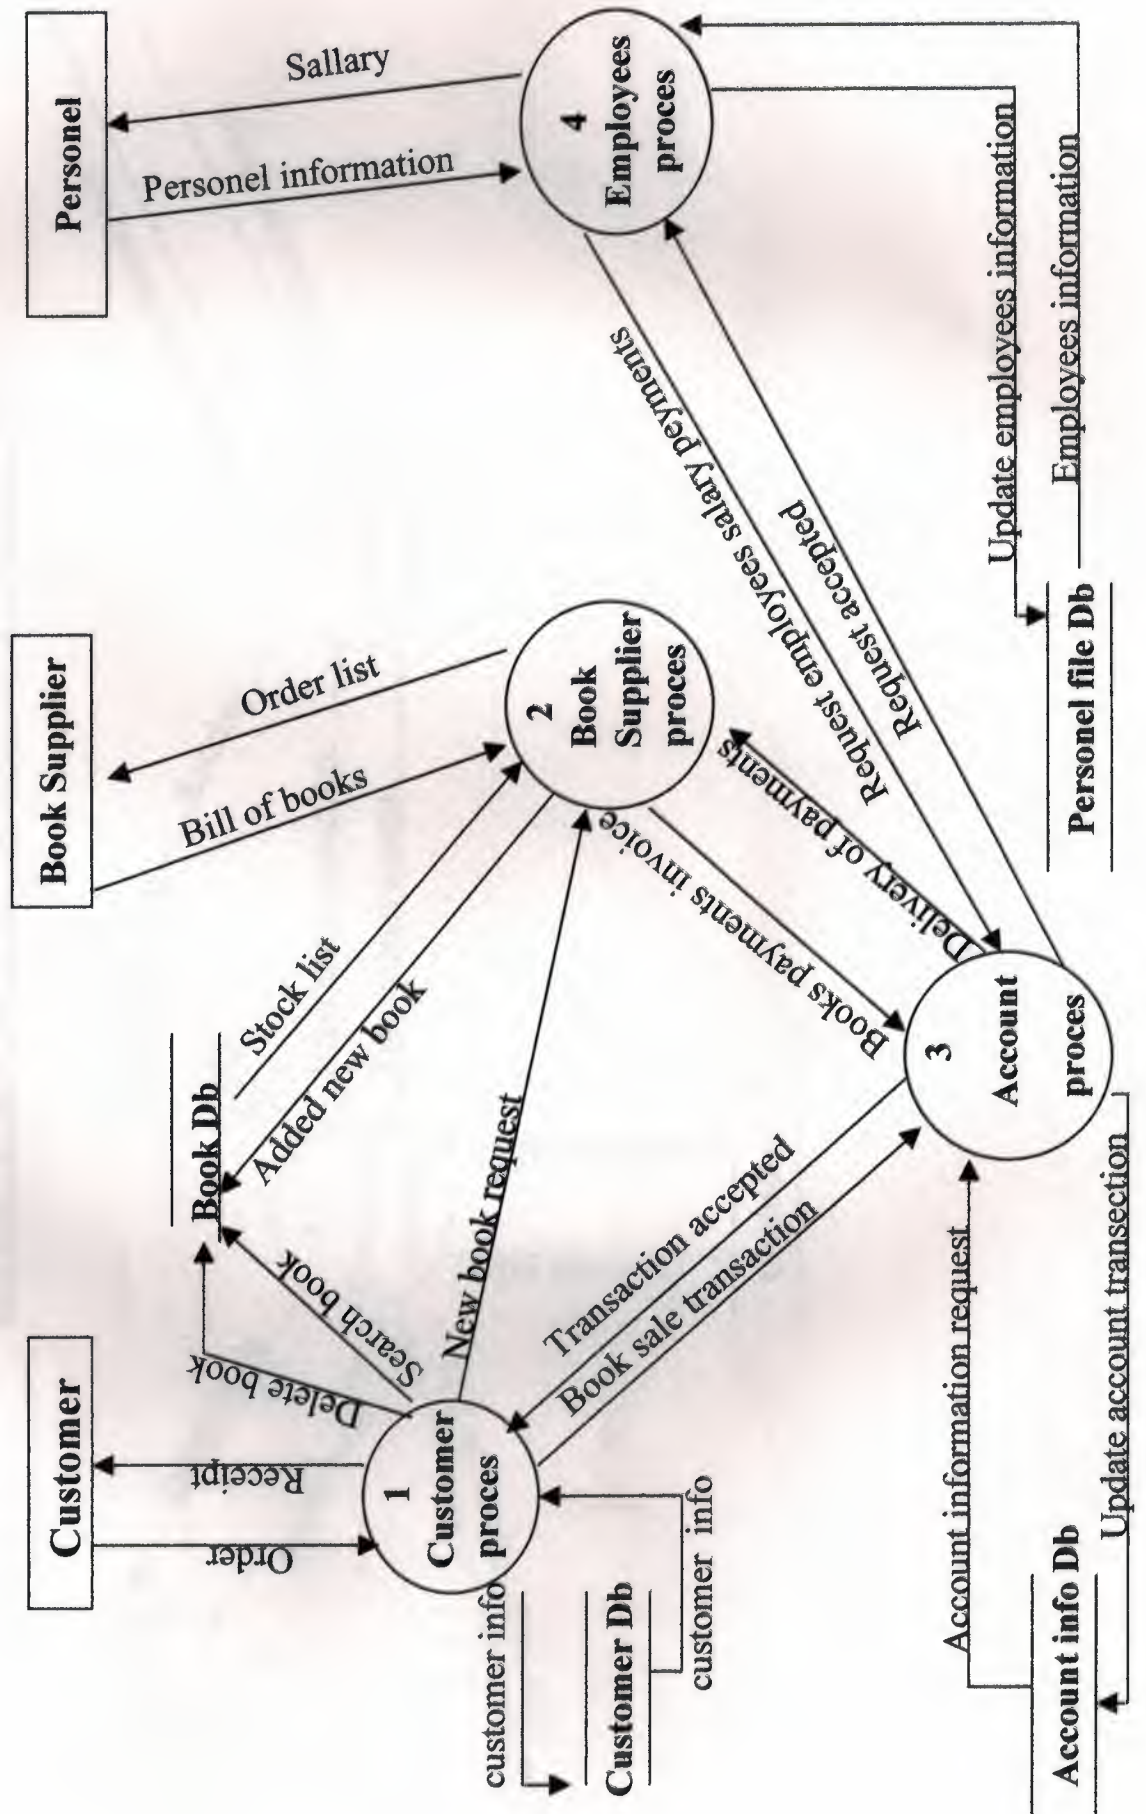 Customer
Book Supplier
Personel
Order
Receipt
Delete book
Search book
Book Db
Stock list
Added new book
Bill of books
Order list
Personel information
Sallary
1
Customer
proces
New book request
2
Book
Supplier
proces
4
Employees
proces
customer info
Customer Db
customer info
Transaction accepted
Book sale transaction
Books payments invoice
Delivery of payments
Request employees salary peyments
Request accepted
3
Account
proces
Account information request
Account info Db
Update account transection
Update employees information
Personel file Db
Employees information